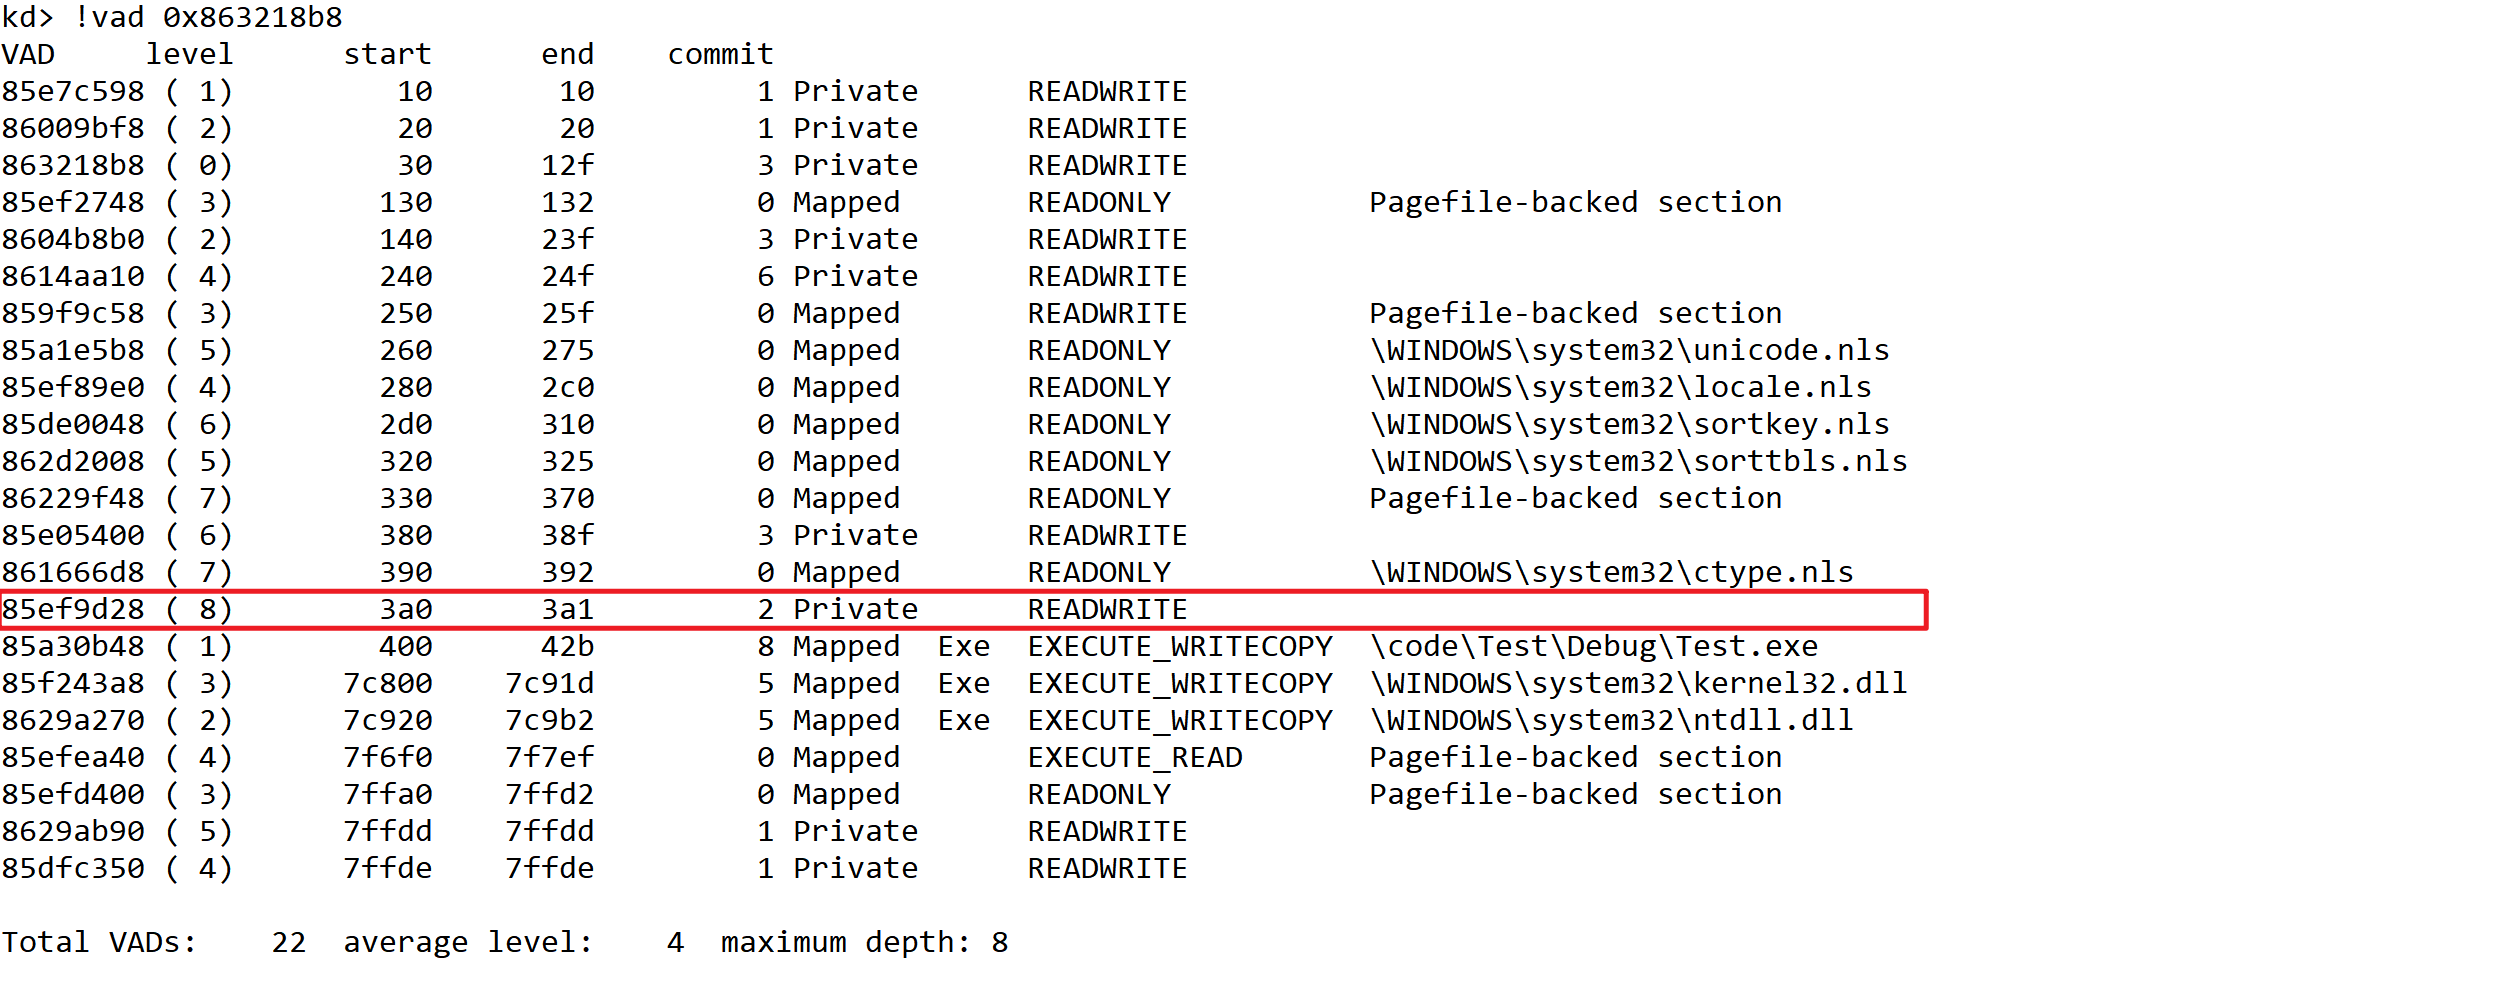 kd> !vad 0x863218b8
VAD     level      start      end    commit
85e7c598 ( 1)         10       10         1 Private      READWRITE
86009bf8 ( 2)         20       20         1 Private      READWRITE
863218b8 ( 0)         30      12f         3 Private      READWRITE
85ef2748 ( 3)        130      132         0 Mapped       READONLY           Pagefile-backed section
8604b8b0 ( 2)        140      23f         3 Private      READWRITE
8614aa10 ( 4)        240      24f         6 Private      READWRITE
859f9c58 ( 3)        250      25f         0 Mapped       READWRITE          Pagefile-backed section
85a1e5b8 ( 5)        260      275         0 Mapped       READONLY           \WINDOWS\system32\unicode.nls
85ef89e0 ( 4)        280      2c0         0 Mapped       READONLY           \WINDOWS\system32\locale.nls
85de0048 ( 6)        2d0      310         0 Mapped       READONLY           \WINDOWS\system32\sortkey.nls
862d2008 ( 5)        320      325         0 Mapped       READONLY           \WINDOWS\system32\sorttbls.nls
86229f48 ( 7)        330      370         0 Mapped       READONLY           Pagefile-backed section
85e05400 ( 6)        380      38f         3 Private      READWRITE
861666d8 ( 7)        390      392         0 Mapped       READONLY           \WINDOWS\system32\ctype.nls
85ef9d28 ( 8)        3a0      3a1         2 Private      READWRITE
85a30b48 ( 1)        400      42b         8 Mapped  Exe  EXECUTE_WRITECOPY  \code\Test\Debug\Test.exe
85f243a8 ( 3)      7c800    7c91d         5 Mapped  Exe  EXECUTE_WRITECOPY  \WINDOWS\system32\kernel32.dll
8629a270 ( 2)      7c920    7c9b2         5 Mapped  Exe  EXECUTE_WRITECOPY  \WINDOWS\system32\ntdll.dll
85efea40 ( 4)      7f6f0    7f7ef         0 Mapped       EXECUTE_READ       Pagefile-backed section
85efd400 ( 3)      7ffa0    7ffd2         0 Mapped       READONLY           Pagefile-backed section
8629ab90 ( 5)      7ffdd    7ffdd         1 Private      READWRITE
85dfc350 ( 4)      7ffde    7ffde         1 Private      READWRITE
Total VADs:    22  average level:    4  maximum depth: 8